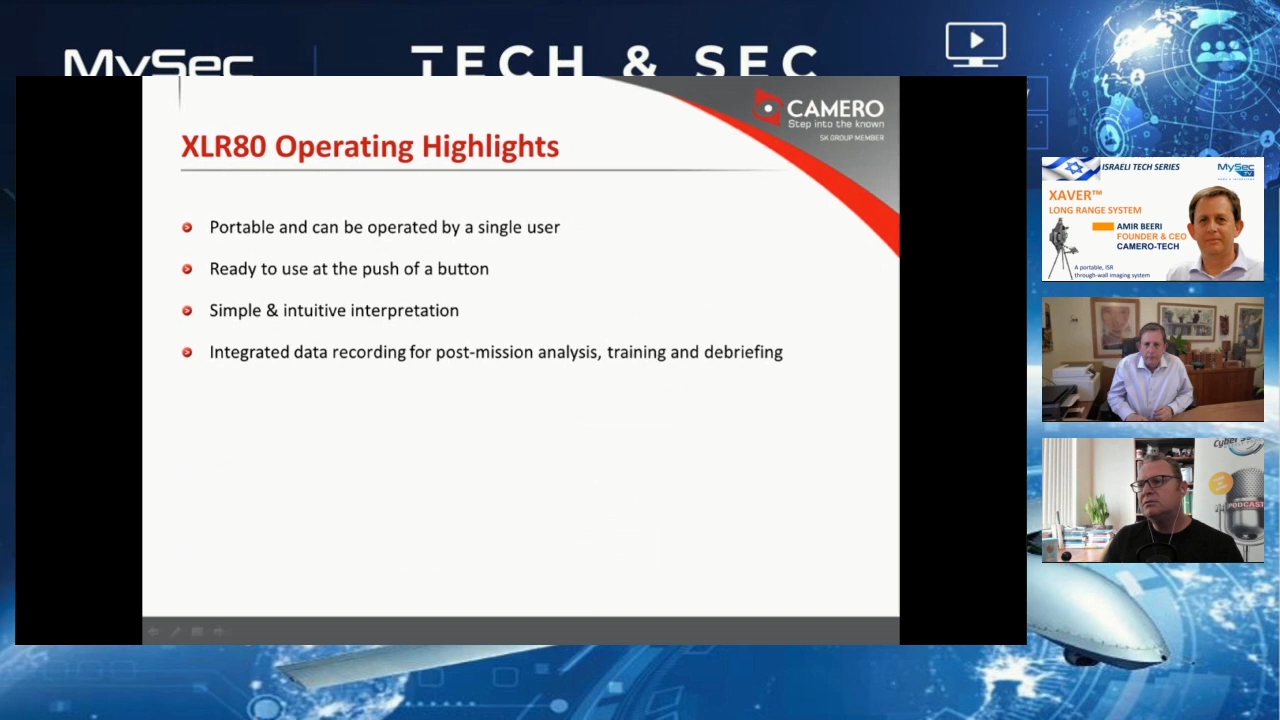 MySec
TECH & SEC
CAMERO
Step into the known
SK GROUP MEMBER
XLR80 Operating Highlights
Portable and can be operated by a single user
Ready to use at the push of a button
Simple & intuitive interpretation
Integrated data recording for post-mission analysis, training and debriefing
ISRAELI TECH SERIES
MySec
TV
XAVER™
LONG RANGE SYSTEM
AMIR BEERI
FOUNDER & CEO
CAMERO-TECH
A portable, ISR
through-wall imaging system
Cyber
PODCAST